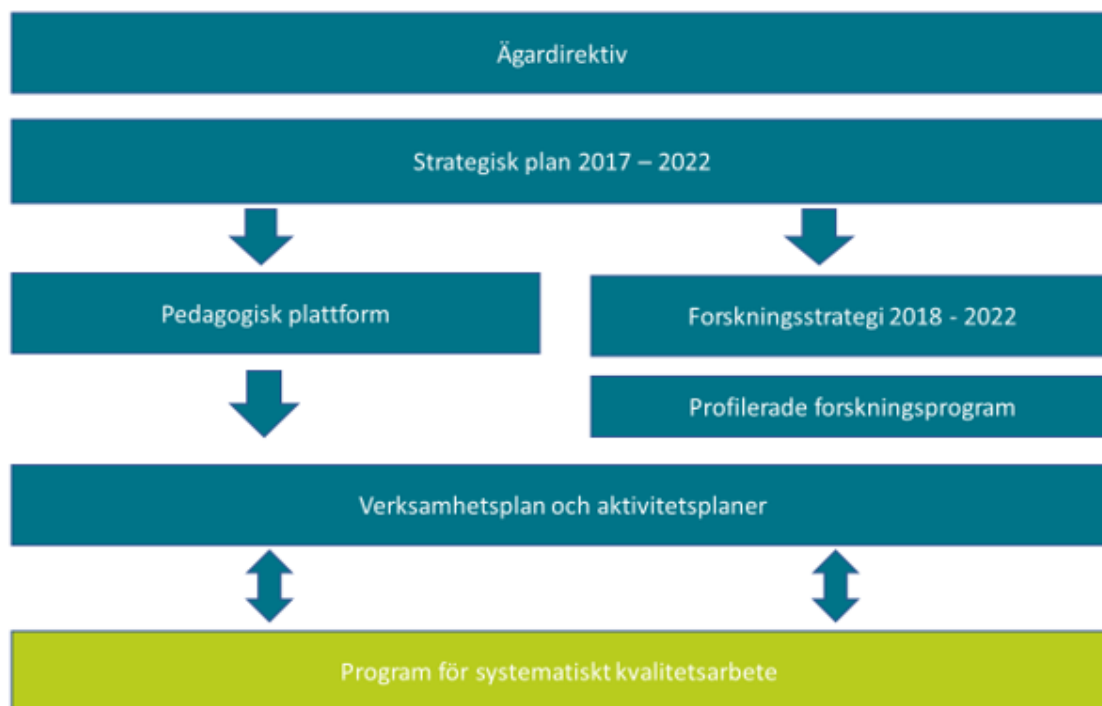 Ägardirektiv
Strategisk plan 2017 – 2022
Pedagogisk plattform
Forskningsstrategi 2018 - 2022
Profilerade forskningsprogram
Verksamhetsplan och aktivitetsplaner
Program för systematiskt kvalitetsarbete